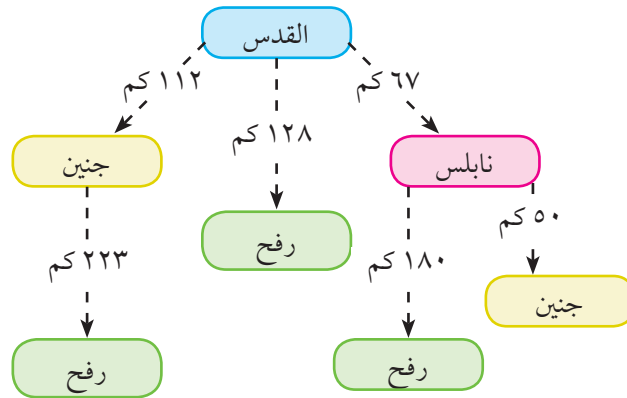 القدس
٦٧ كم
١١٢ كم
١٢٨ كم
نابلس
جنين
رفح
٥٠ كم
١٨٠ كم
٢٢٣ كم
جنين
رفح
رفح